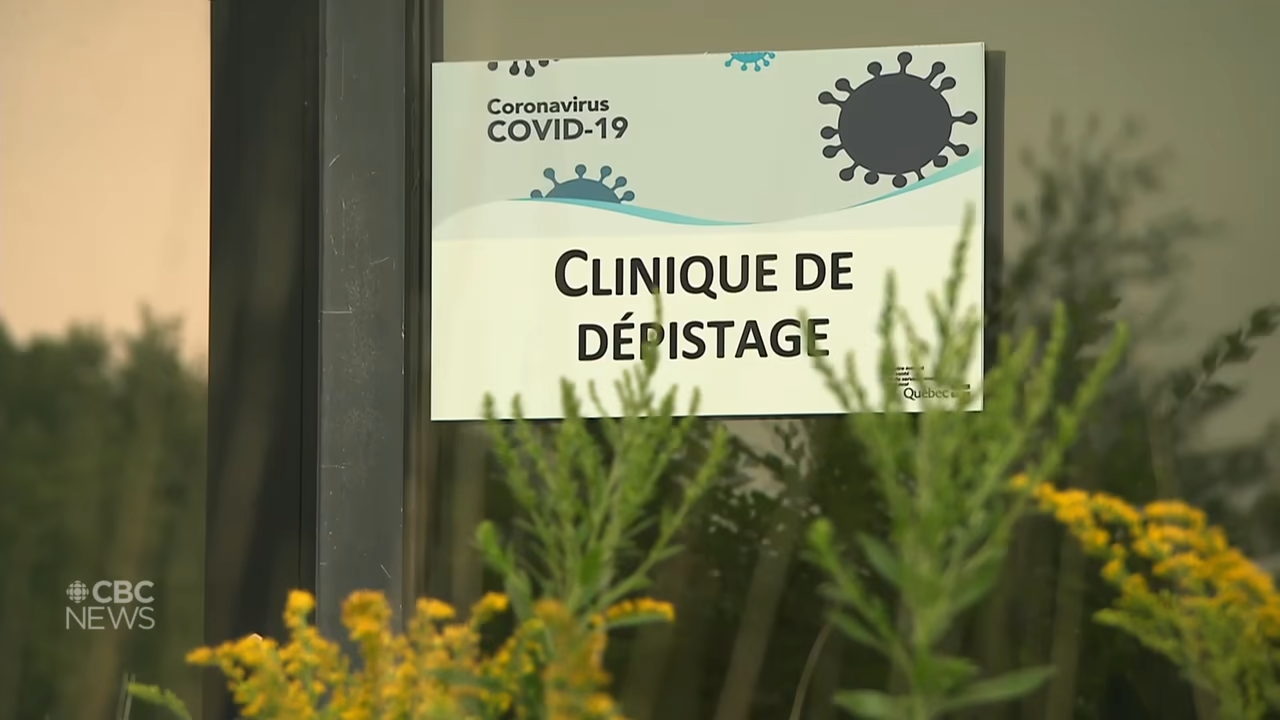 Coronavirus
COVID-19
CLINIQUE DE
DÉPISTAGE
Québec
CBC
NEWS